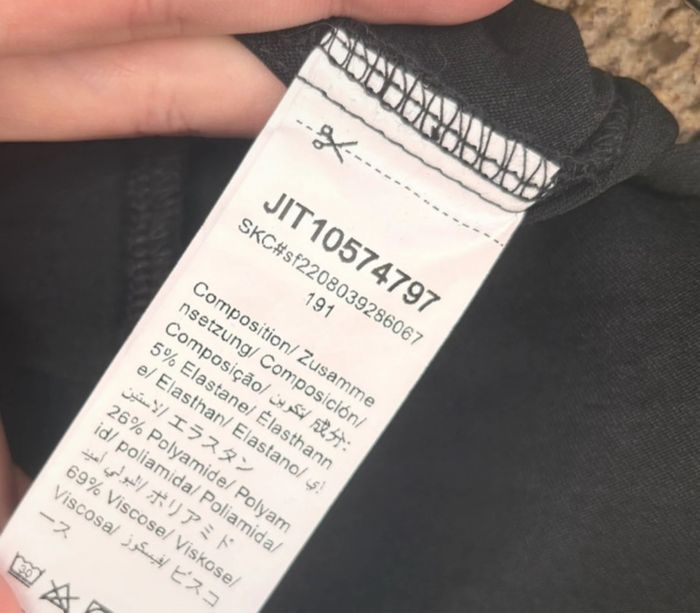 JIT10574797
SKC#sf2208039286067
191
Composition/ Zusamme
nsetzung/ Composición/
Composição/ تكوين/ 成分:
5% Elastane/ Élasthann
e/ Elasthan/ Elastano/ إي
لاستين/ エラスタン
26% Polyamide/ Polyam
id/ poliamida/ Poliamida/
البولي أميد/ ポリアミド
69% Viscose/ Viskose/
Viscosa/ فيسكوز/ ビスコ
ース
30